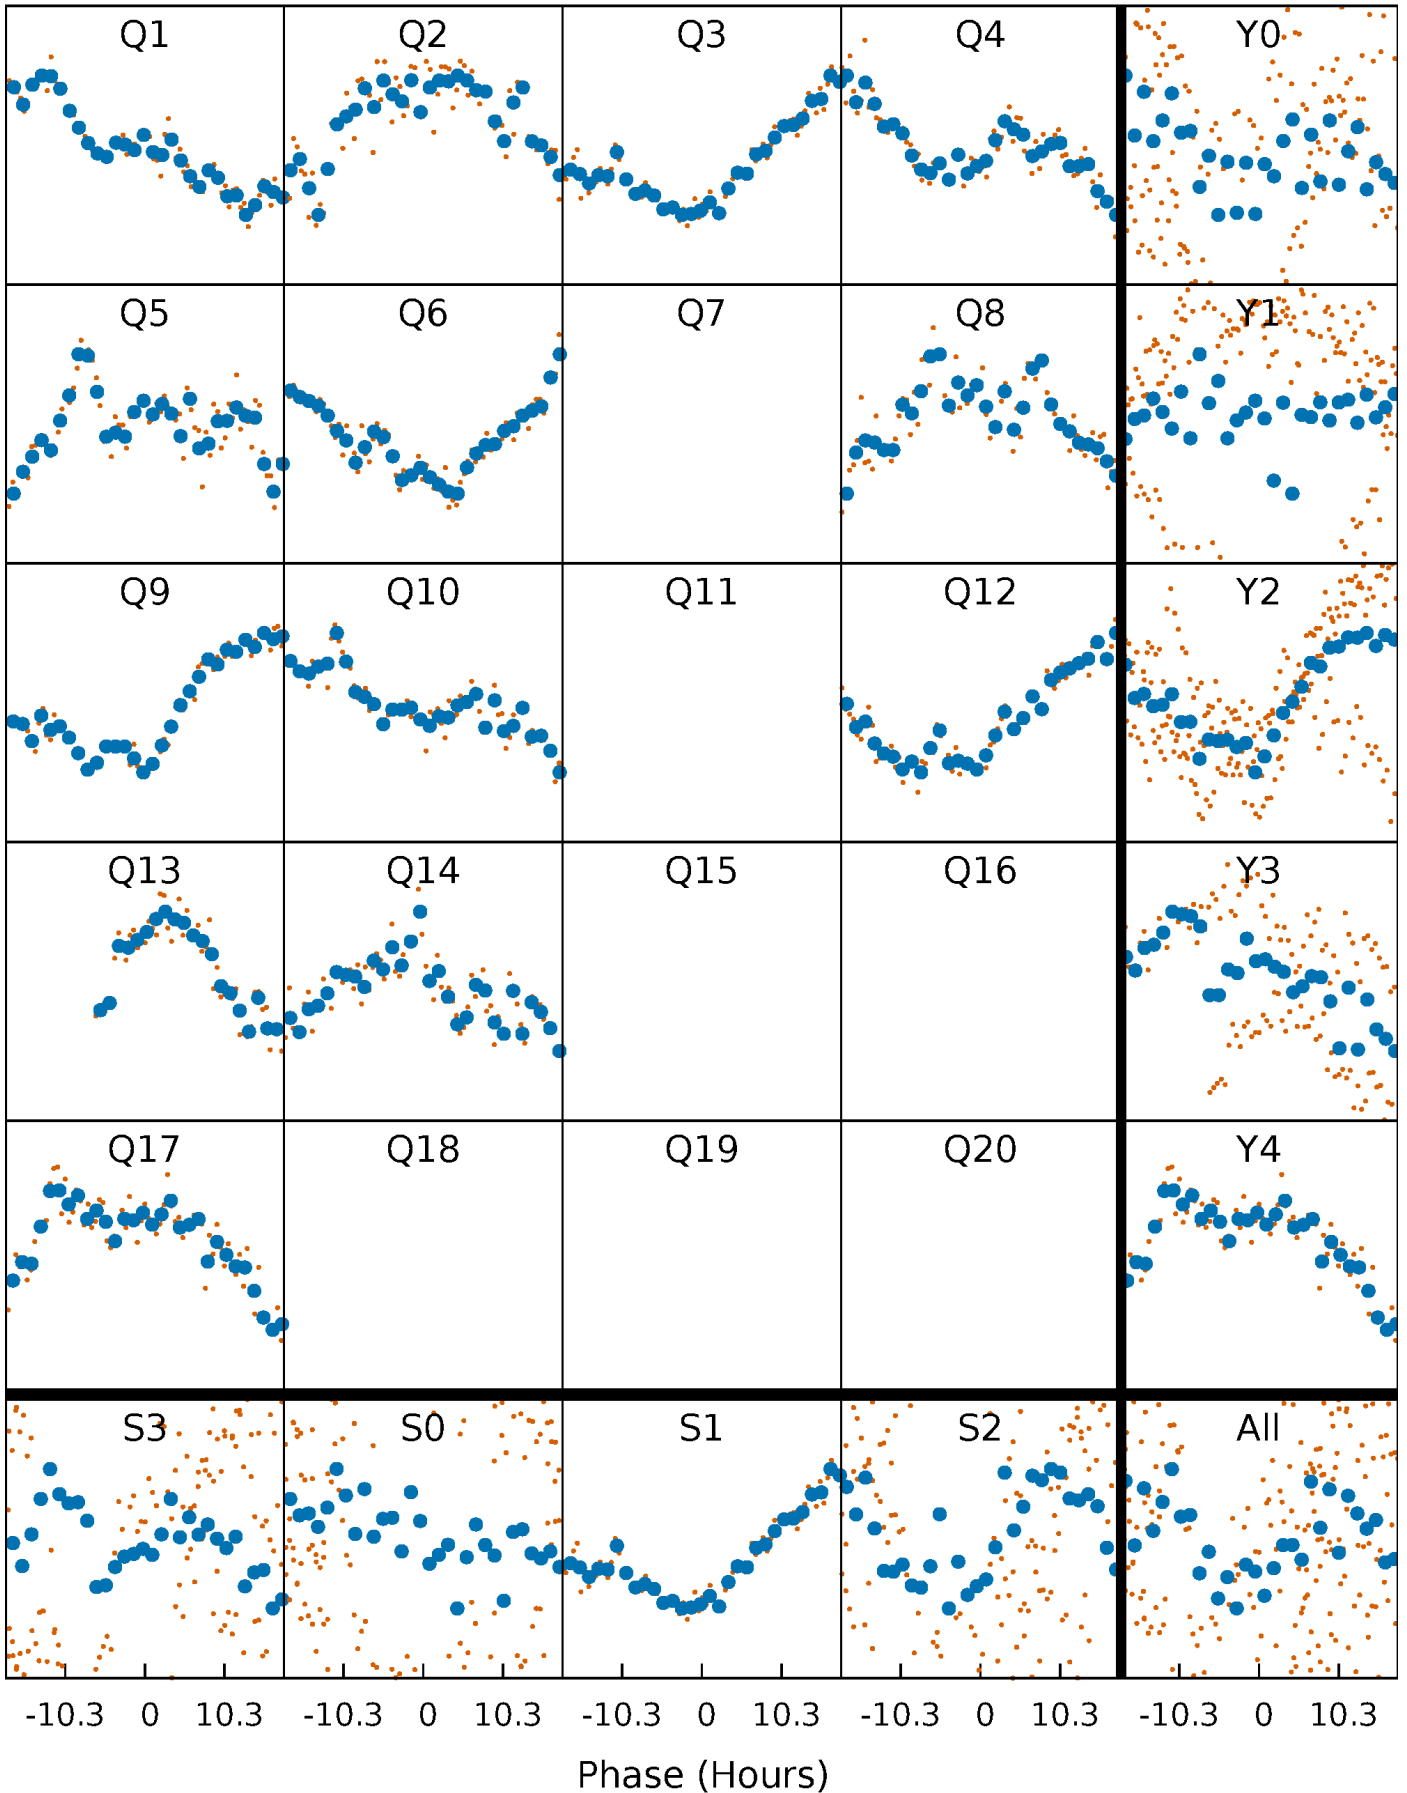 Q1 Q2 Q3 Q4 Y0
Q5 Q6 Q7 Q8 Y1
Q9 Q10 Q11 Q12 Y2
Q13 Q14 Q15 Q16 Y3
Q17 Q18 Q19 Q20 Y4
S3 S0 S1 S2 All
-10.3 0 10.3 -10.3 0 10.3 -10.3 0 10.3 -10.3 0 10.3 -10.3 0 10.3
Phase (Hours)